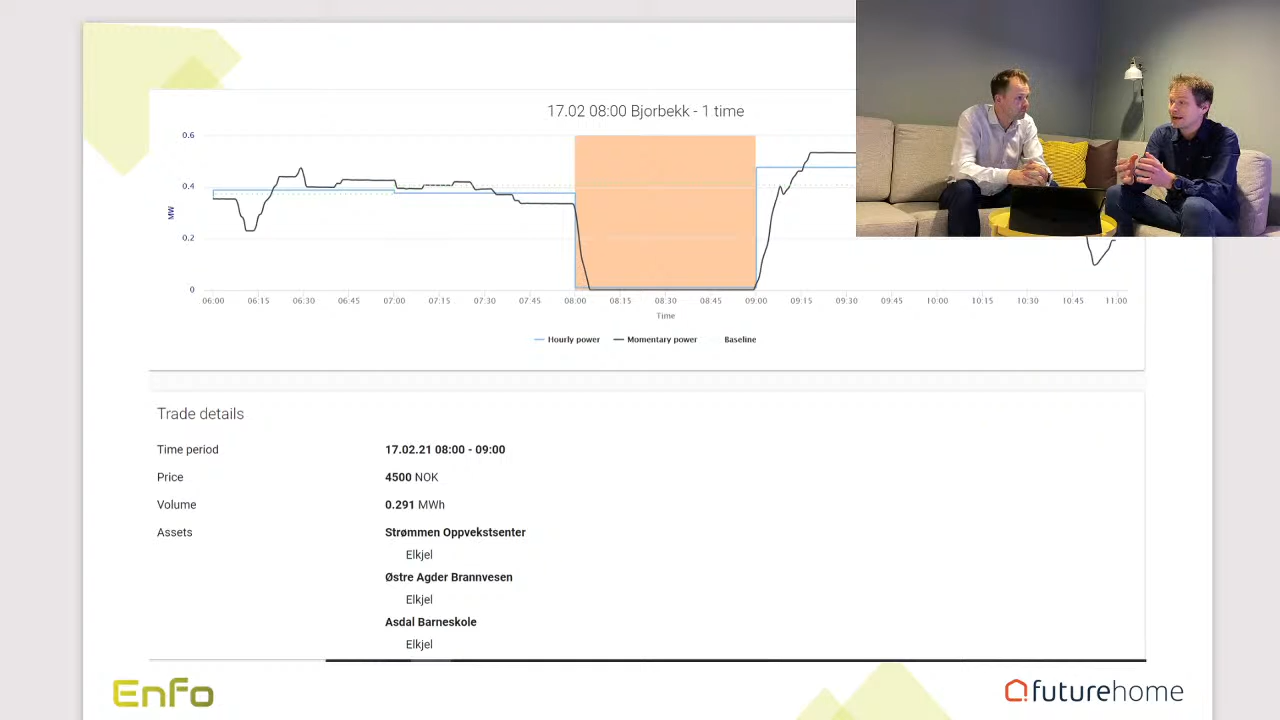 17.02 08:00 Bjorbekk - 1 time
0.6
0.4
0.2
0
MW
06:00 06:15 06:30 06:45 07:00 07:15 07:30 07:45 08:00 08:15 08:30 08:45 09:00 09:15 09:30 09:45 10:00 10:15 10:30 10:45 11:00
Time
Hourly power Momentary power Baseline
Trade details
Time period 17.02.21 08:00 - 09:00
Price 4500 NOK
Volume 0.291 MWh
Assets Strømmen Oppvekstsenter
Elkjel
Østre Agder Brannvesen
Elkjel
Asdal Barneskole
Elkjel
EnFo futurehome